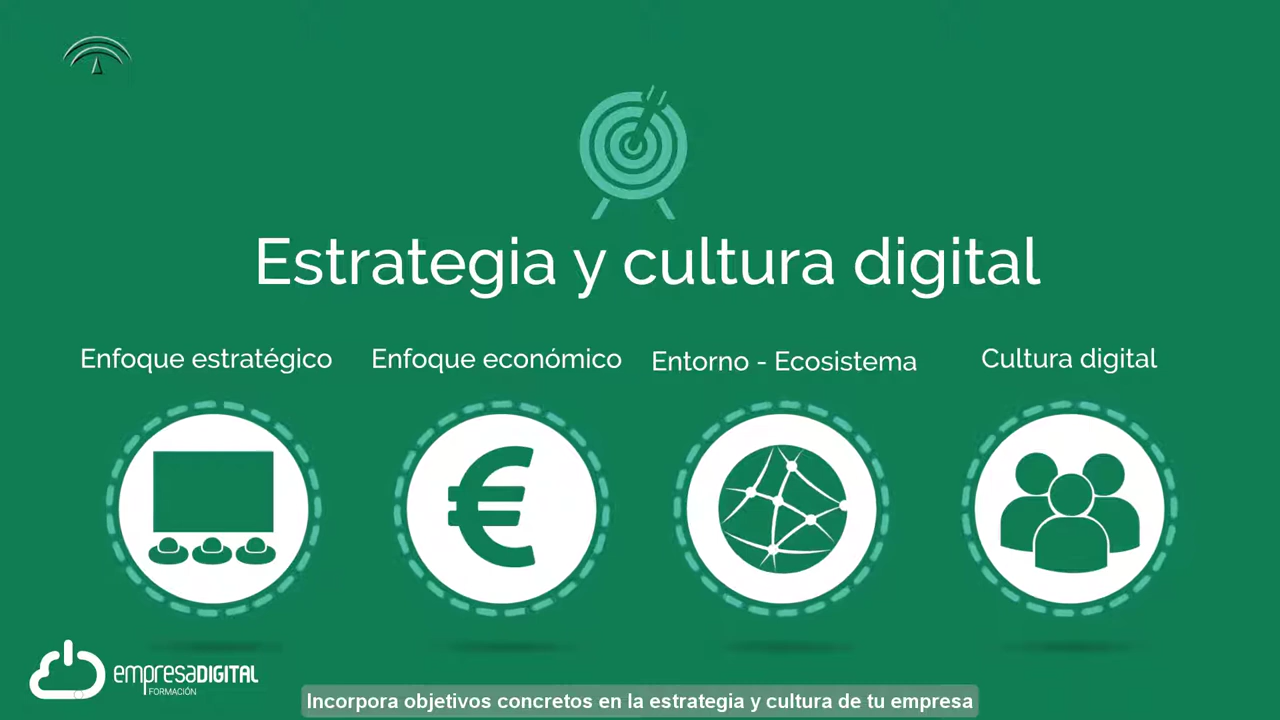 Estrategia y cultura digital
Enfoque estratégico
Enfoque económico
Entorno - Ecosistema
Cultura digital
empresaDIGITAL
FORMACIÓN
Incorpora objetivos concretos en la estrategia y cultura de tu empresa